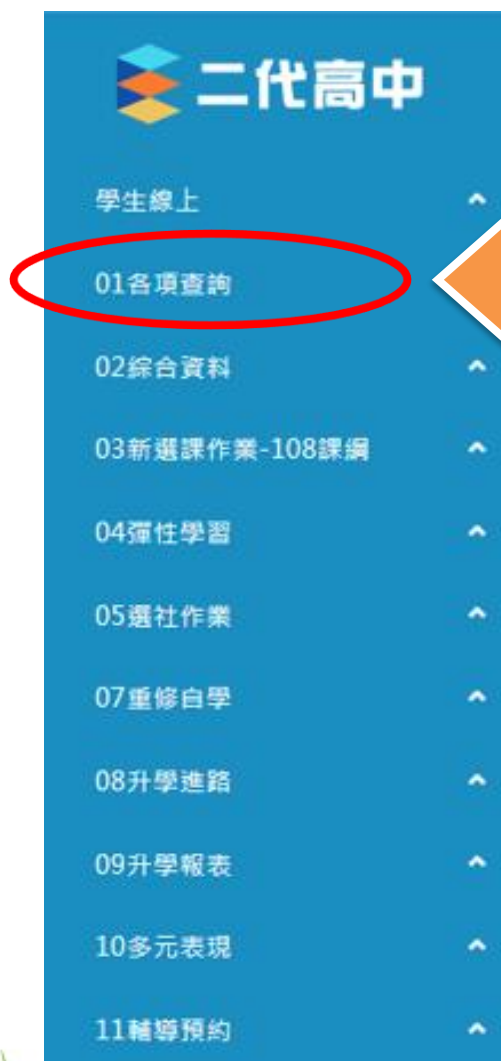 二代高中
學生線上
01各項查詢
02綜合資料
03新選課作業-108課綱
04彈性學習
05選社作業
07重修自學
08升學進路
09升學報表
10多元表現
11輔導預約